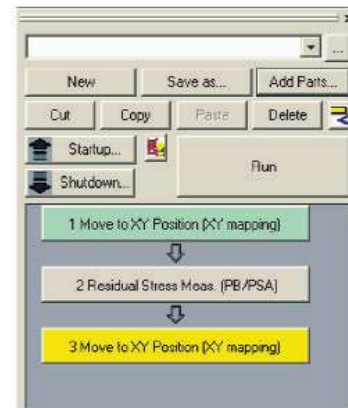 ...
New Save as... Add Parts...
Cut Copy Paste Delete
Startup...
Run
Shutdown...
1 Move to XY Position (XY mapping)
2 Residual Stress Meas. (PB/PSA)
3 Move to XY Position (XY mapping)